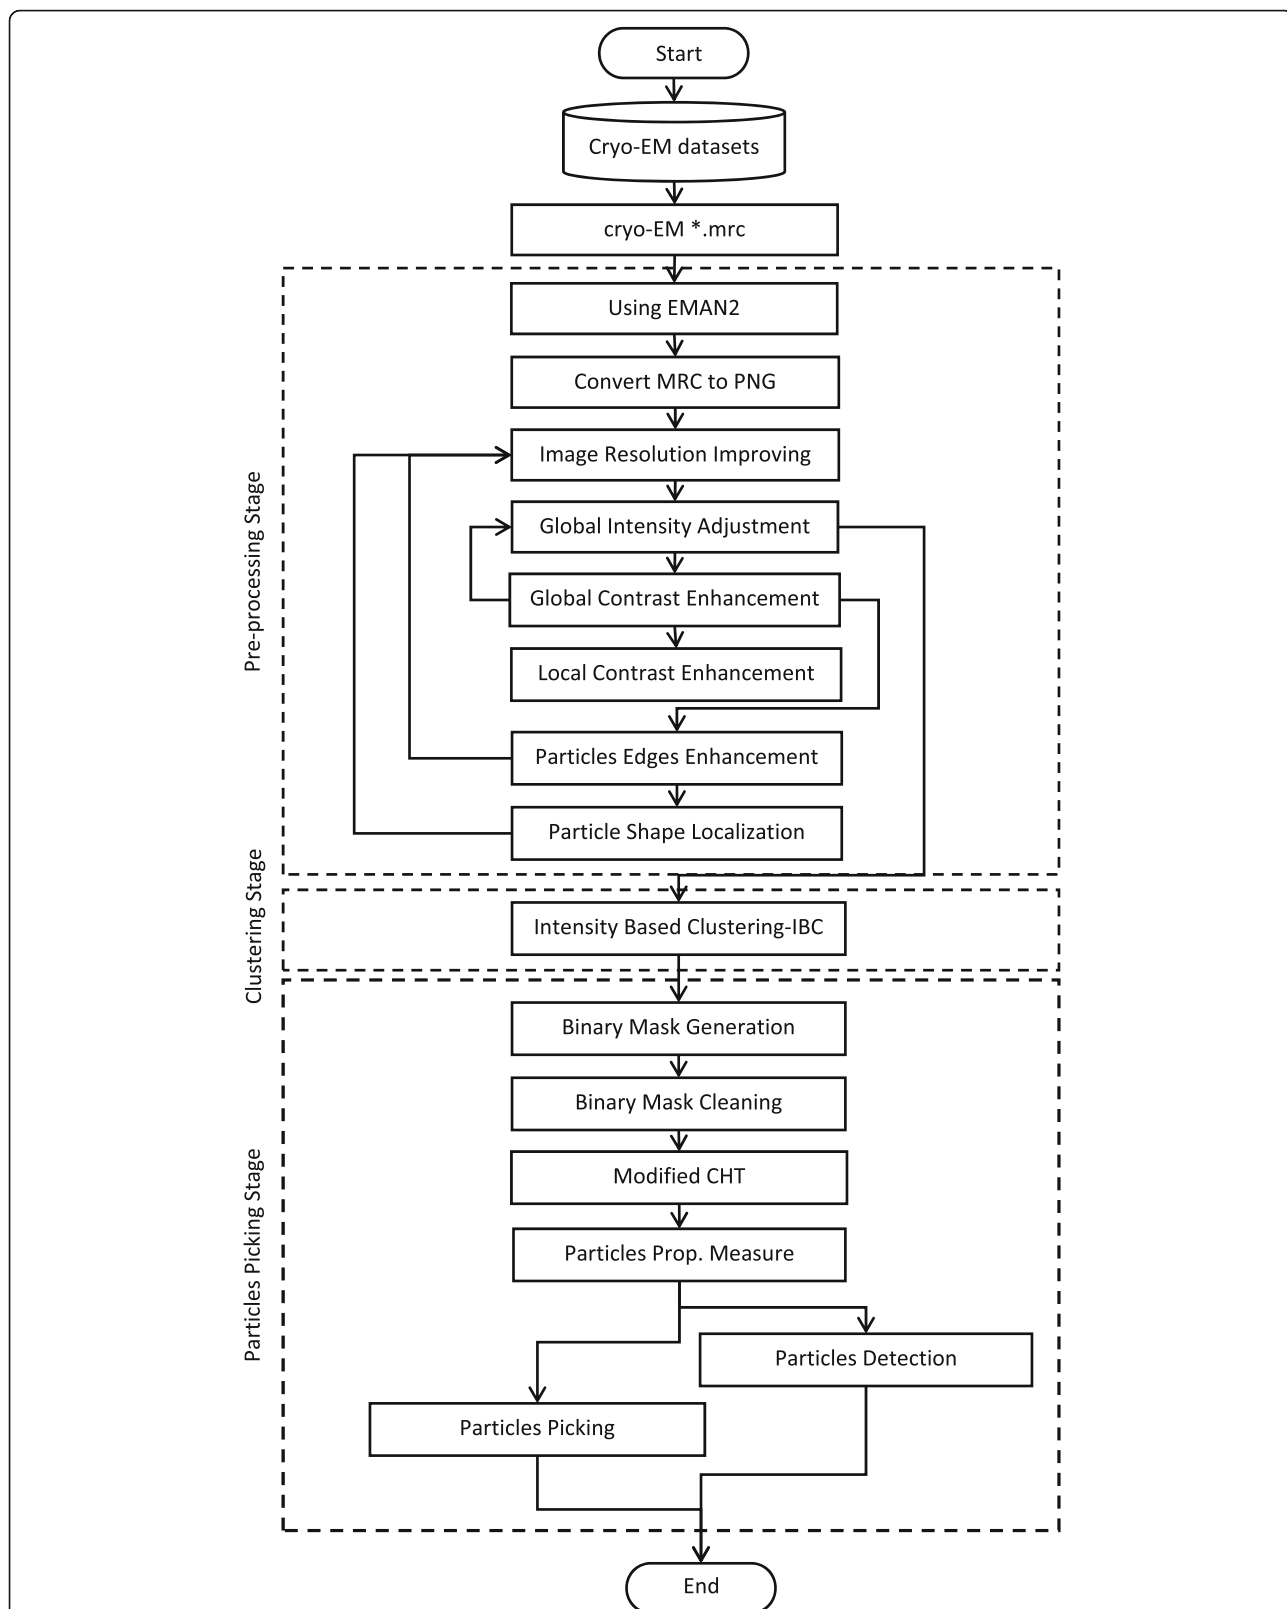 Start
Cryo-EM datasets
cryo-EM *.mrc
Using EMAN2
Convert MRC to PNG
Image Resolution Improving
Global Intensity Adjustment
Global Contrast Enhancement
Local Contrast Enhancement
Particles Edges Enhancement
Particle Shape Localization
Pre-processing Stage
Intensity Based Clustering-IBC
Clustering Stage
Binary Mask Generation
Binary Mask Cleaning
Modified CHT
Particles Prop. Measure
Particles Detection
Particles Picking
Particles Picking Stage
End